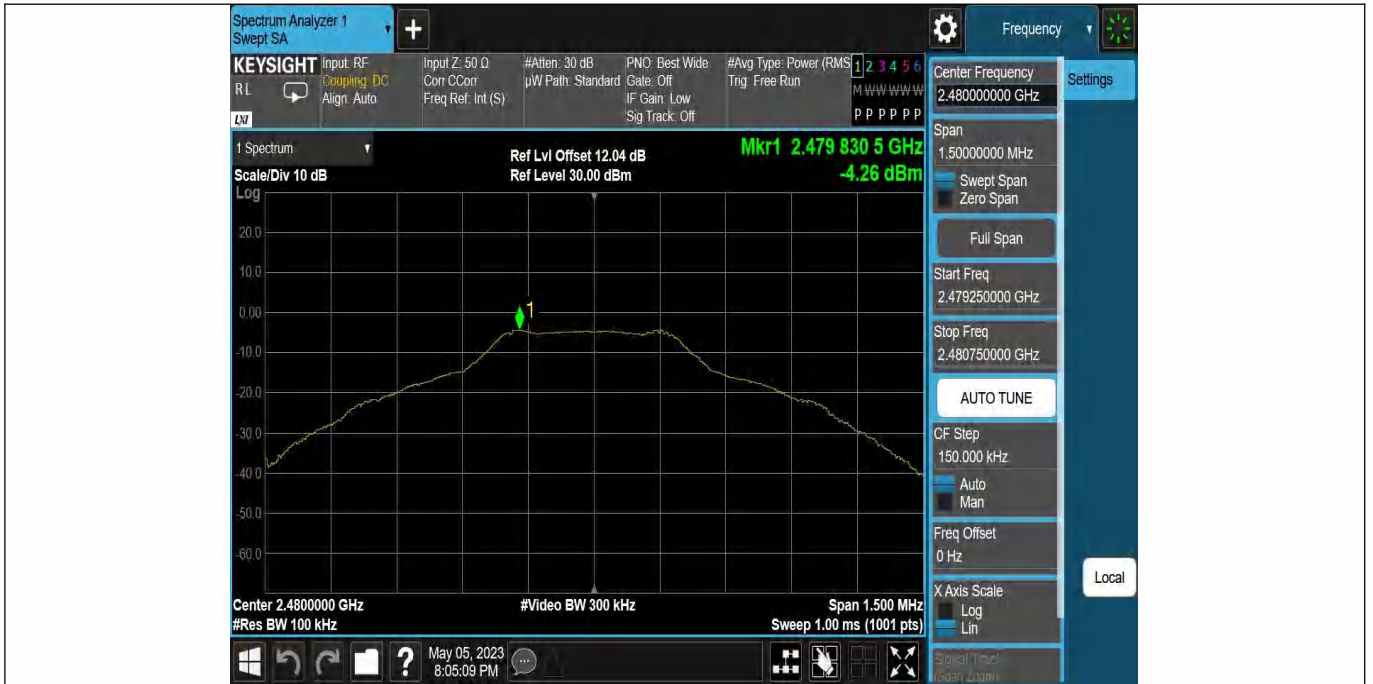 Spectrum Analyzer 1
Swept SA
+
Frequency
KEYSIGHT
RL
LXI
Input: RF
Coupling: DC
Align: Auto
Input Z: 50 Ω
Corr CCorr
Freq Ref: Int (S)
#Atten: 30 dB
µW Path: Standard
PNO: Best Wide
Gate: Off
IF Gain: Low
Sig Track: Off
#Avg Type: Power (RMS
Trig: Free Run
1 2 3 4 5 6
M W W W W W
P P P P P P
1 Spectrum
Scale/Div 10 dB
Ref Lvl Offset 12.04 dB
Ref Level 30.00 dBm
Mkr1 2.479 830 5 GHz
-4.26 dBm
Log
20.0
10.0
0.00
-10.0
-20.0
-30.0
-40.0
-50.0
-60.0
1
Center 2.4800000 GHz
#Res BW 100 kHz
#Video BW 300 kHz
Span 1.500 MHz
Sweep 1.00 ms (1001 pts)
Center Frequency
2.480000000 GHz
Settings
Span
1.50000000 MHz
Swept Span
Zero Span
Full Span
Start Freq
2.479250000 GHz
Stop Freq
2.480750000 GHz
AUTO TUNE
CF Step
150.000 kHz
Auto
Man
Freq Offset
0 Hz
X Axis Scale
Log
Lin
Signal Track
(Span Zoom)
Local
?
May 05, 2023
8:05:09 PM